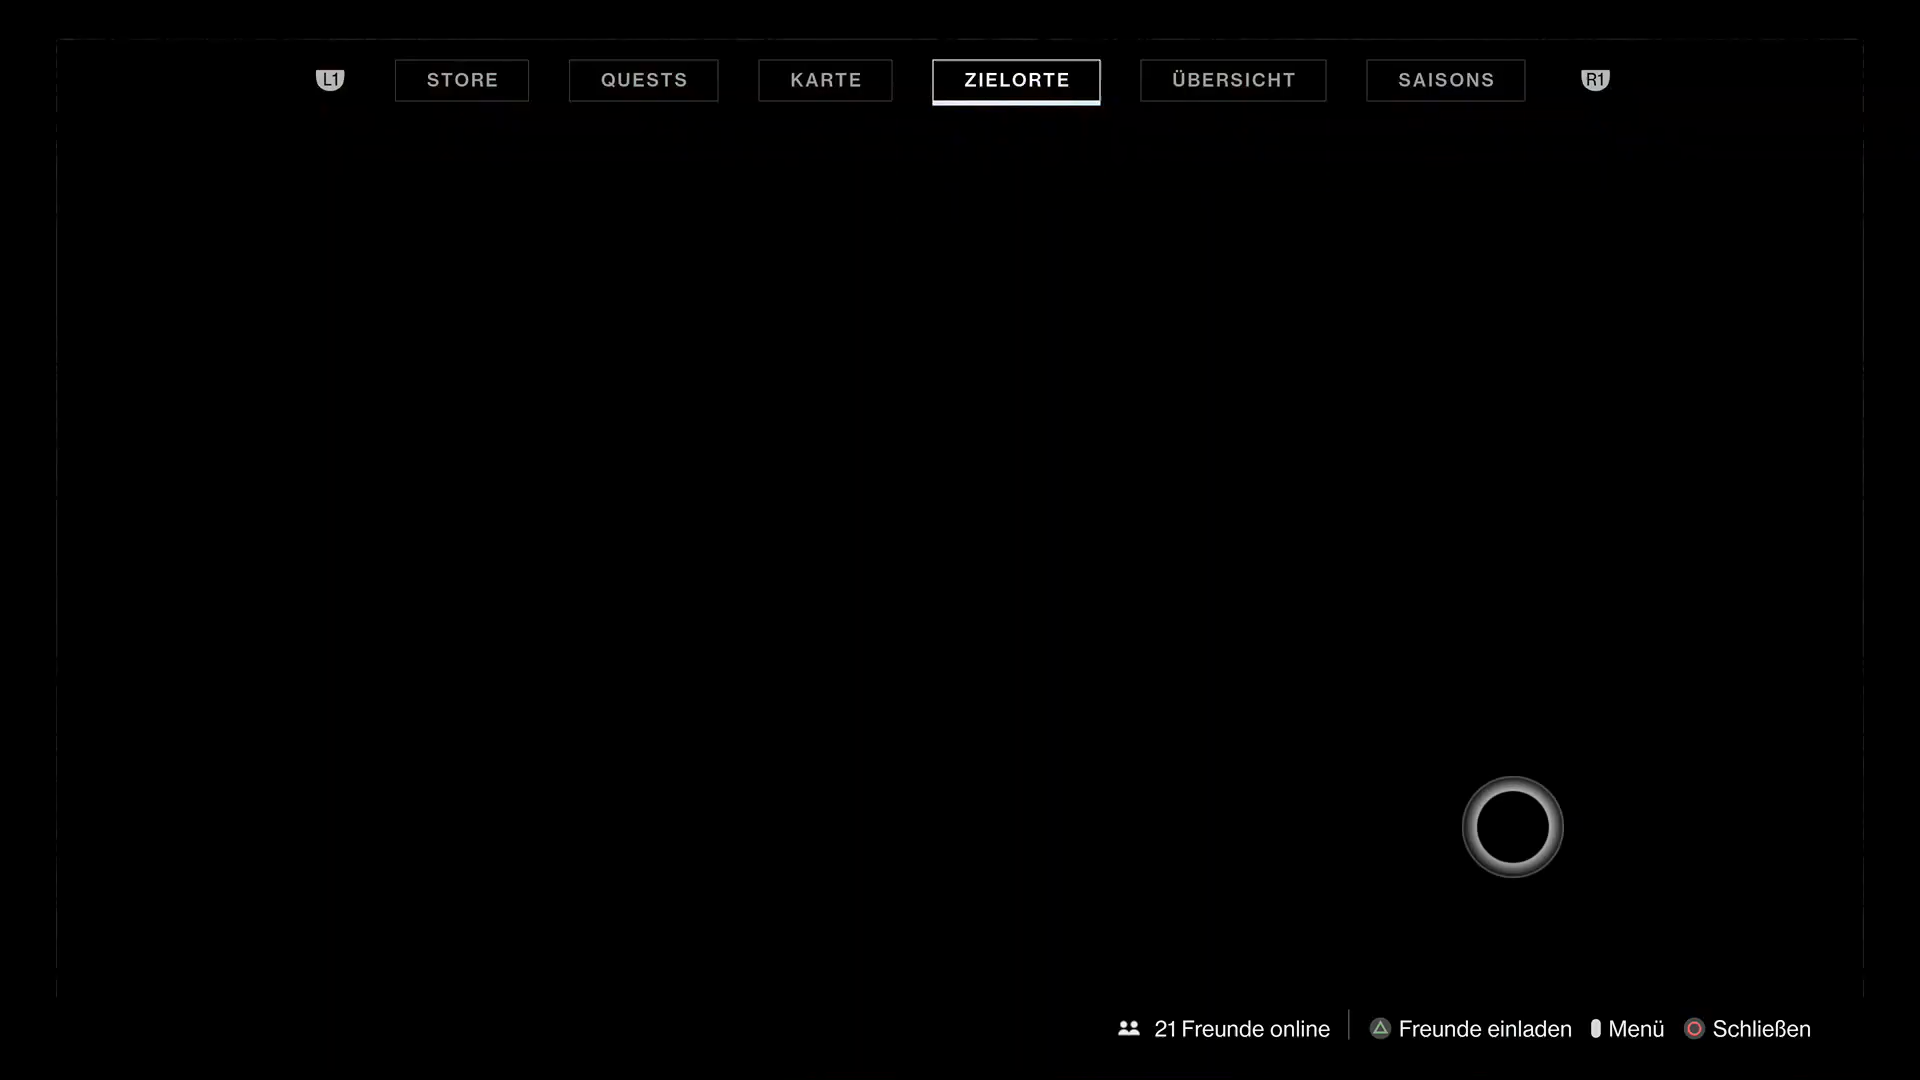 L1 STORE QUESTS KARTE ZIELORTE ÜBERSICHT SAISONS R1
21 Freunde online Freunde einladen Menü Schließen